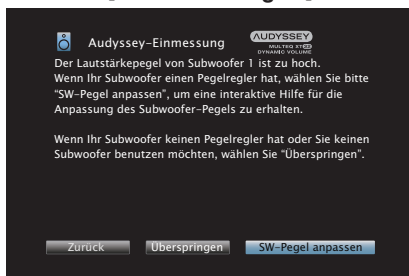 Audyssey-Einmessung
AUDYSSEY
MULTEQ XT32
DYNAMIC VOLUME
Der Lautstärkepegel von Subwoofer 1 ist zu hoch.
Wenn Ihr Subwoofer einen Pegelregler hat, wählen Sie bitte
"SW-Pegel anpassen", um eine interaktive Hilfe für die
Anpassung des Subwoofer-Pegels zu erhalten.
Wenn Ihr Subwoofer keinen Pegelregler hat oder Sie keinen
Subwoofer benutzen möchten, wählen Sie "Überspringen".
Zurück Überspringen SW-Pegel anpassen